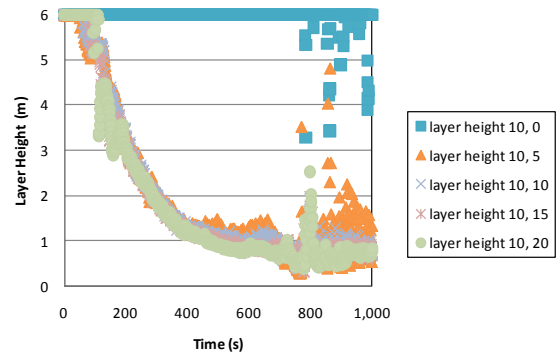 6
5
4
3
2
1
0
Layer Height (m)
0
200
400
600
800
1,000
Time (s)
layer height 10, 0
layer height 10, 5
layer height 10, 10
layer height 10, 15
layer height 10, 20